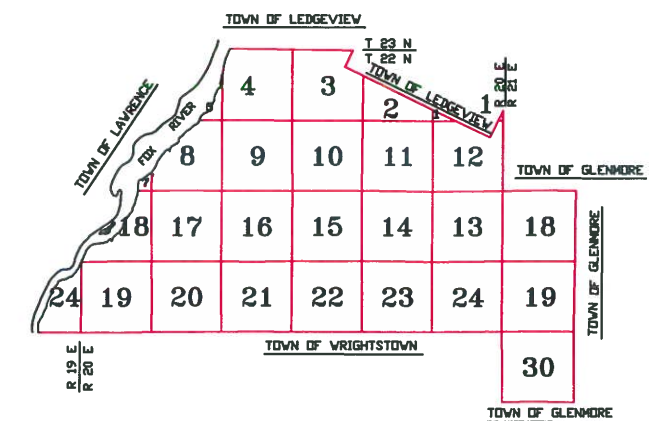 TOWN OF LEDGEVIEW
T 23 N
T 22 N
TOWN OF LEDGEVIEW
R 20 E
R 21 E
TOWN OF LAWRENCE
FOX RIVER
4 3 2 1
8 9 10 11 12
TOWN OF GLENMORE
18 17 16 15 14 13 18
TOWN OF GLENMORE
24 19 20 21 22 23 24 19
TOWN OF WRIGHTSTOWN
R 19 E
R 20 E
30
TOWN OF GLENMORE